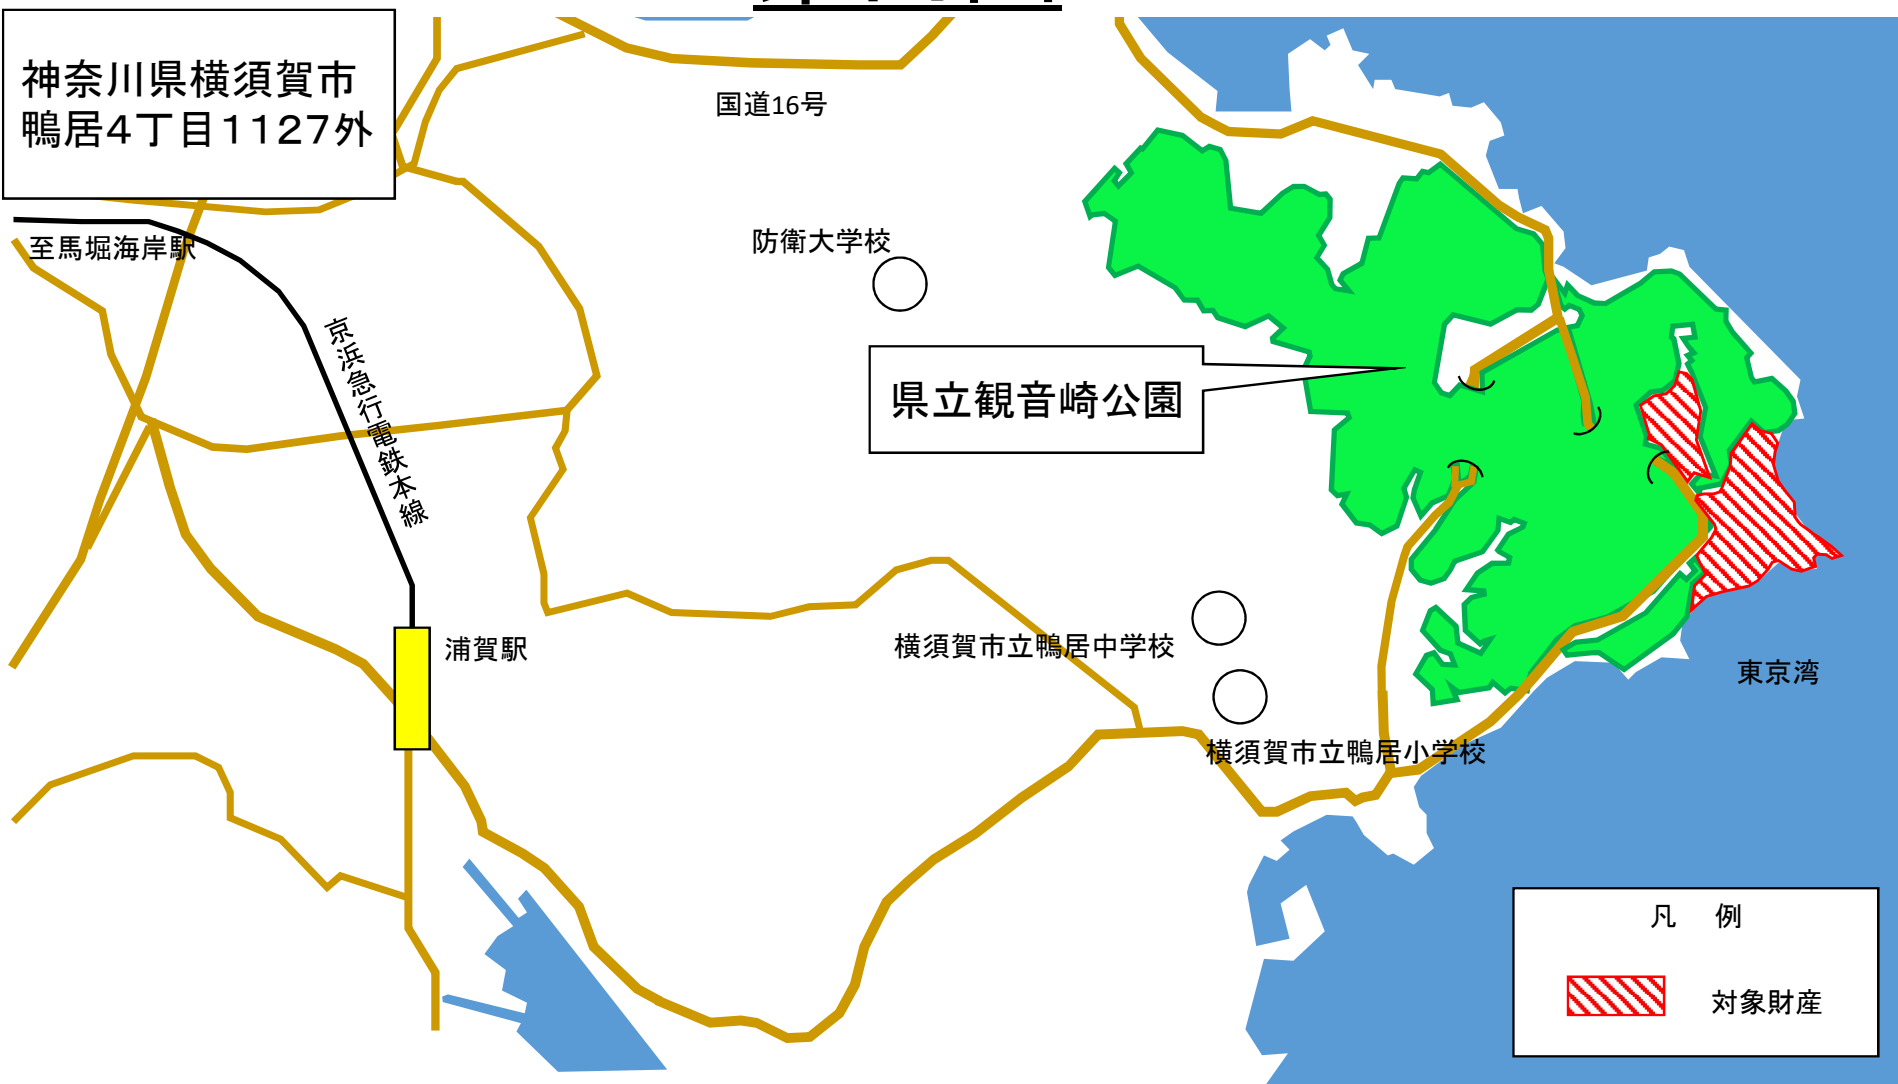 神奈川県横須賀市
鴨居4丁目1127外
国道16号
至馬堀海岸駅
防衛大学校
京浜急行電鉄本線
県立観音崎公園
浦賀駅
横須賀市立鴨居中学校
東京湾
横須賀市立鴨居小学校
凡 例
対象財産